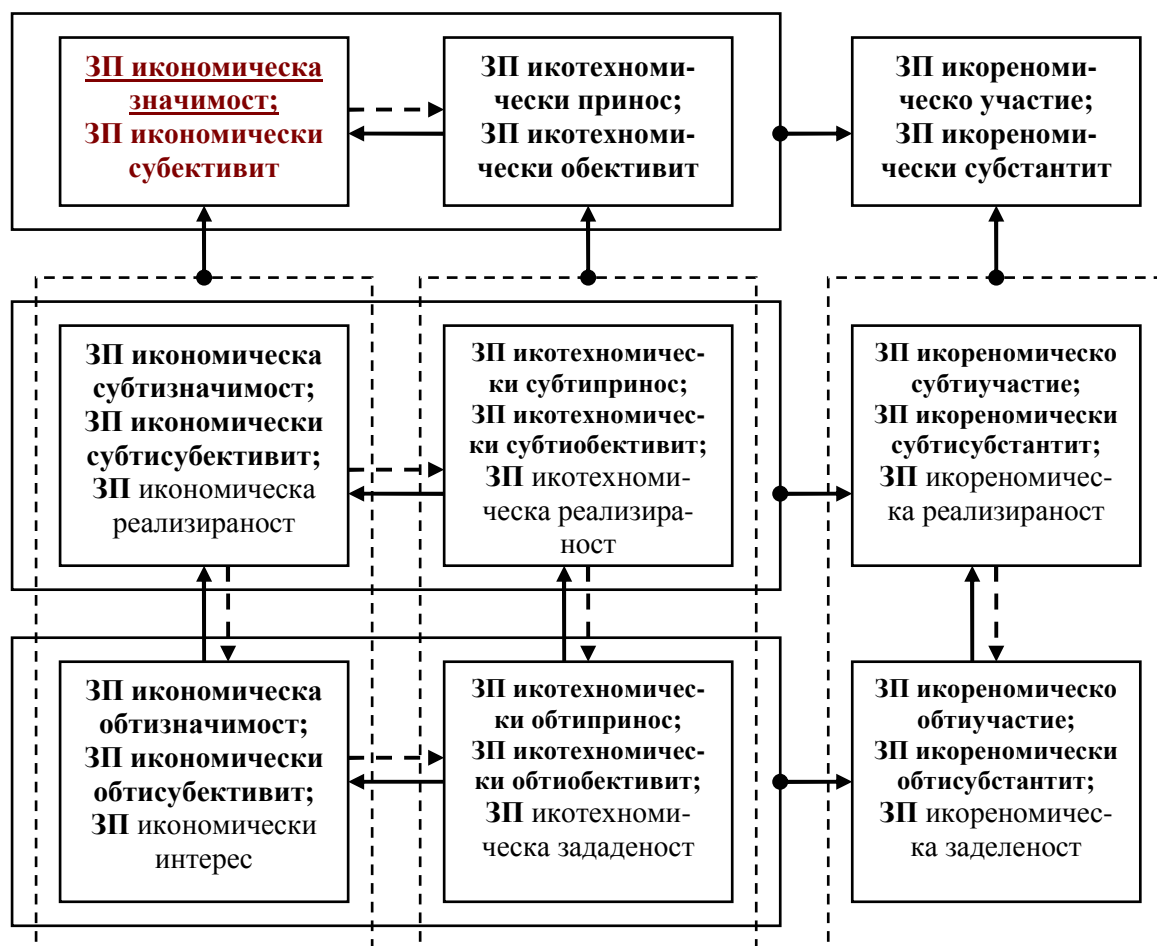 ЗП икономическа
значимост;
ЗП икономически
субективит
ЗП икотехноми-
чески принос;
ЗП икотехноми-
чески обективит
ЗП икореноми-
ческо участие;
ЗП икореноми-
чески субстантит
ЗП икономическа
субтизначимост;
ЗП икономически
субтисубективит;
ЗП икономическа
реализираност
ЗП икотехномичес-
ки субтипринос;
ЗП икотехномичес-
ки субтиобективит;
ЗП икотехноми-
ческа реализира-
ност
ЗП икореномическо
субтиучастие;
ЗП икореномически
субтисубстантит;
ЗП икореномичес-
ка реализираност
ЗП икономическа
обтизначимост;
ЗП икономически
обтисубективит;
ЗП икономически
интерес
ЗП икотехномичес-
ки обтипринос;
ЗП икотехномичес-
ки обтиобективит;
ЗП икотехноми-
ческа зададеност
ЗП икореномическо
обтиучастие;
ЗП икореномически
обтисубстантит;
ЗП икореномичес-
ка заделеност